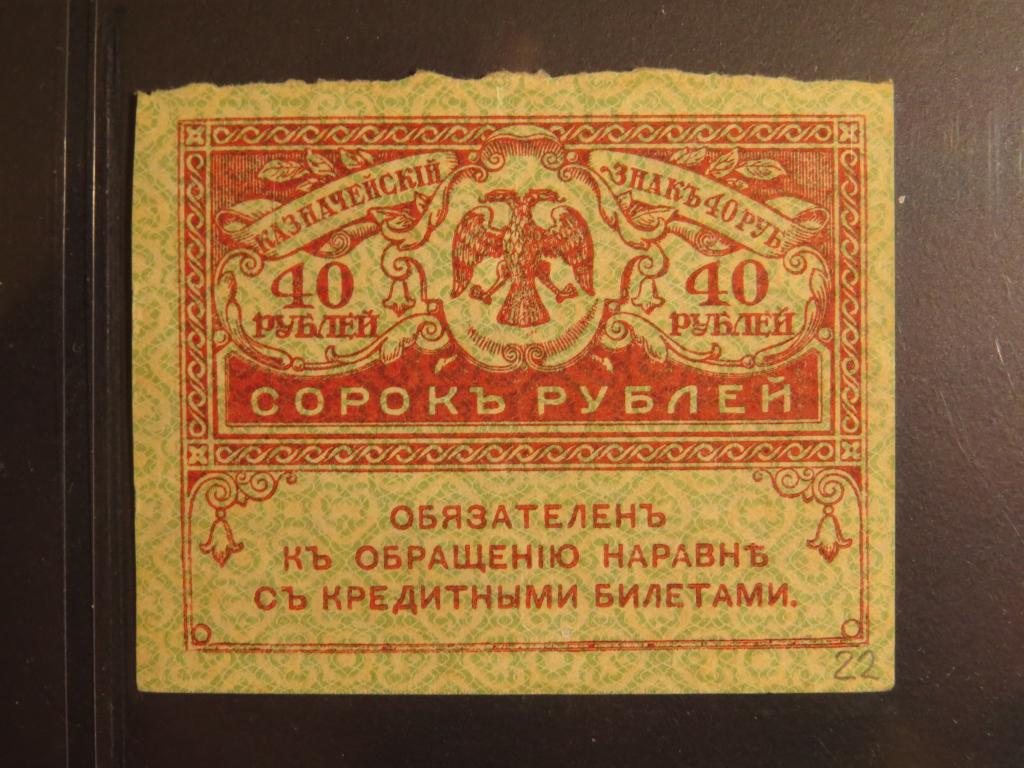 КАЗНАЧЕЙСКІЙ
ЗНАКЪ 40 РУБ.
40
РУБЛЕЙ
40
РУБЛЕЙ
СОРОКЪ РУБЛЕЙ
ОБЯЗАТЕЛЕНЪ
КЪ ОБРАЩЕНІЮ НАРАВНѢ
СЪ КРЕДИТНЫМИ БИЛЕТАМИ.
22